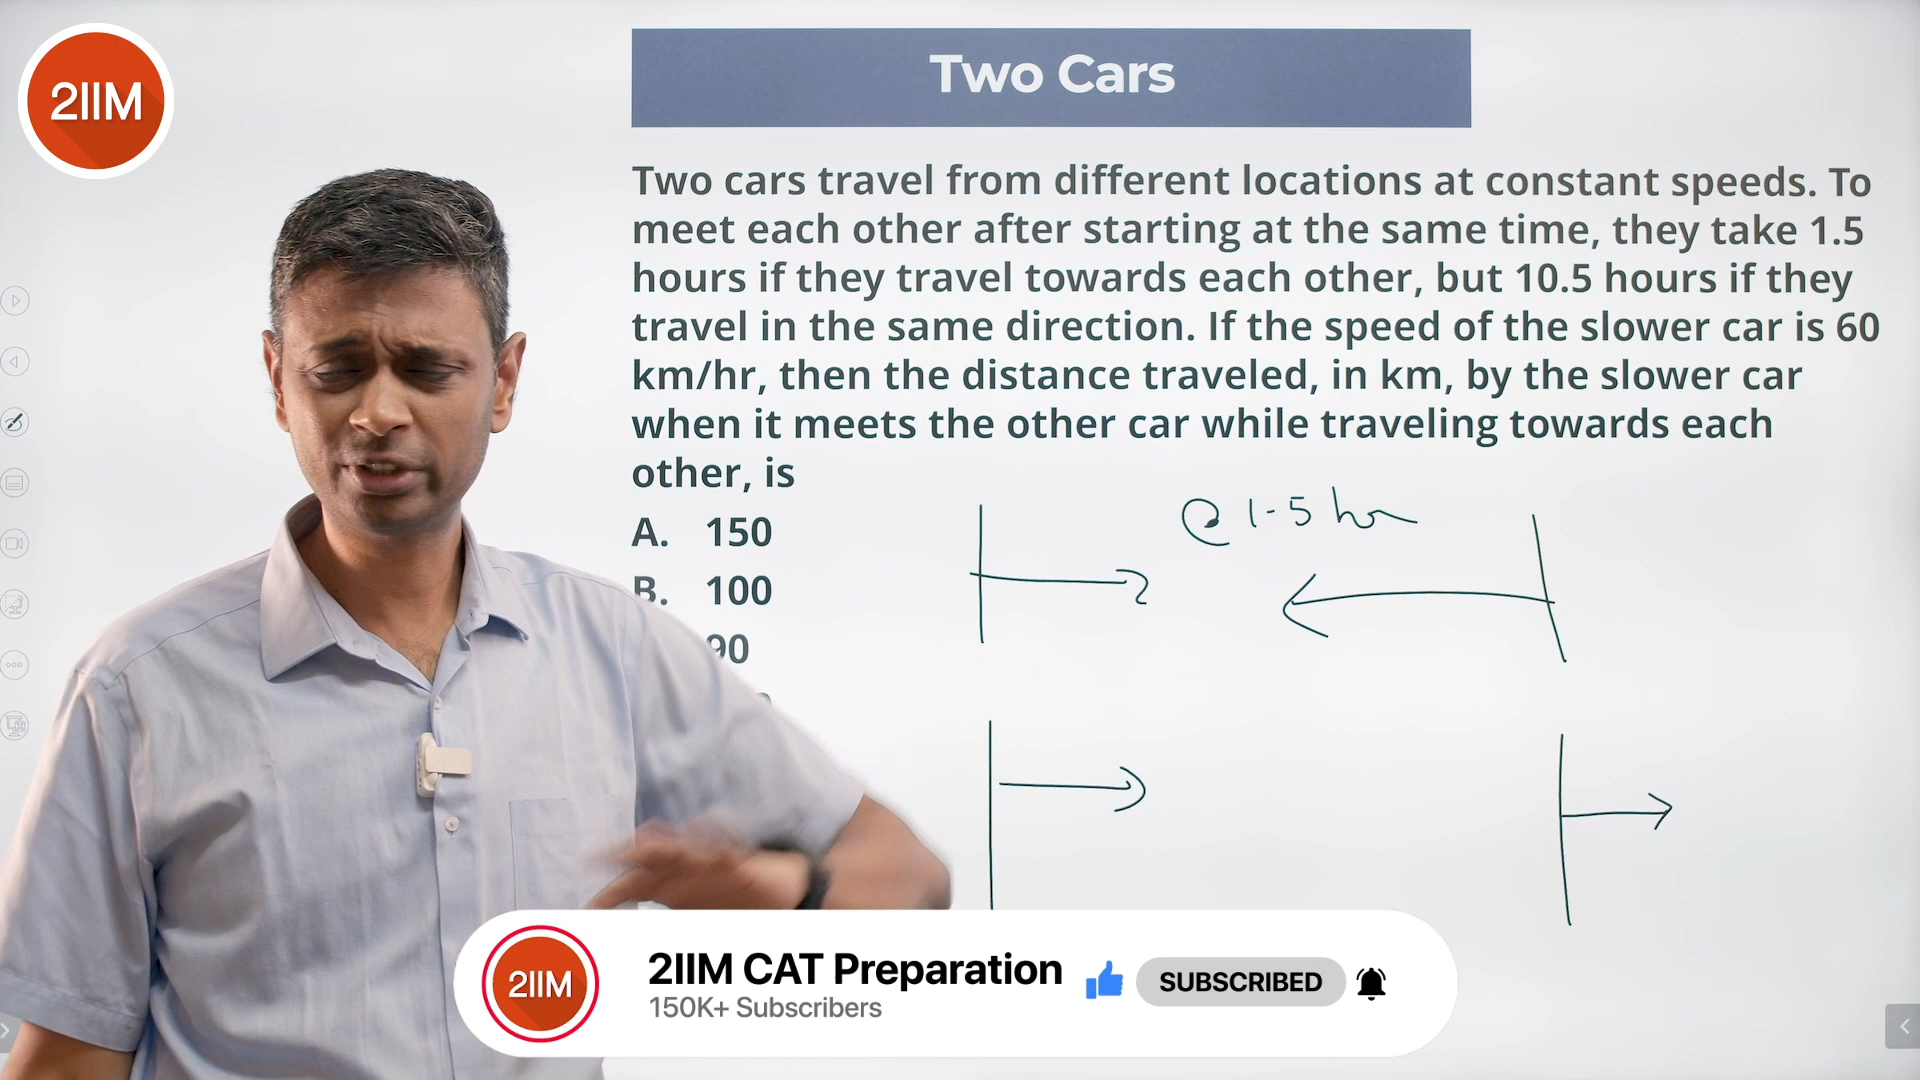 2IIM
Two Cars
Two cars travel from different locations at constant speeds. To
meet each other after starting at the same time, they take 1.5
hours if they travel towards each other, but 10.5 hours if they
travel in the same direction. If the speed of the slower car is 60
km/hr, then the distance traveled, in km, by the slower car
when it meets the other car while traveling towards each
other, is
@ 1-5 hr
A. 150
B. 100
90
2IIM
2IIM CAT Preparation
150K+ Subscribers
SUBSCRIBED